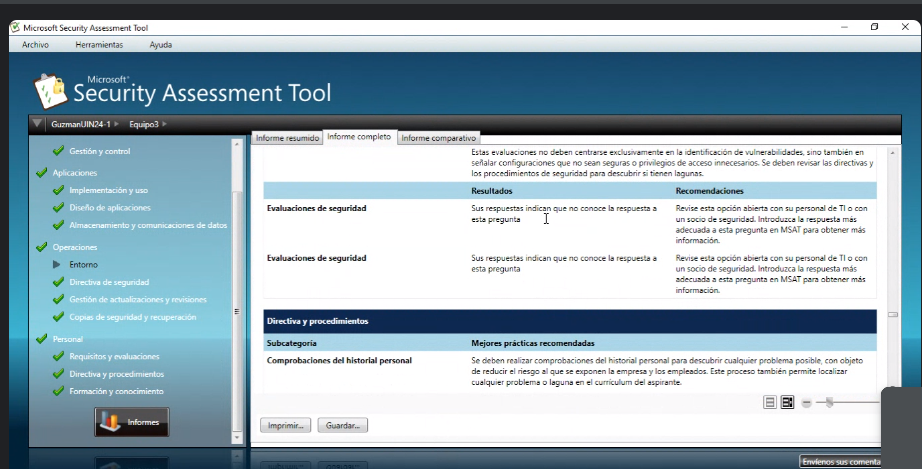 Microsoft Security Assessment Tool
Archivo Herramientas Ayuda
Microsoft®
Security Assessment Tool
GuzmanUIN24-1 Equipo3
Gestión y control
Aplicaciones
Implementación y uso
Diseño de aplicaciones
Almacenamiento y comunicaciones de datos
Operaciones
Entorno
Directiva de seguridad
Gestión de actualizaciones y revisiones
Copias de seguridad y recuperación
Personal
Requisitos y evaluaciones
Directiva y procedimientos
Formación y conocimiento
Informes
Informe resumido Informe completo Informe comparativo
Estas evaluaciones no deben centrarse exclusivamente en la identificación de vulnerabilidades, sino también en
señalar configuraciones que no sean seguras o privilegios de acceso innecesarios. Se deben revisar las directivas y
los procedimientos de seguridad para descubrir si tienen lagunas.
Resultados Recomendaciones
Evaluaciones de seguridad
Sus respuestas indican que no conoce la respuesta a
esta pregunta
Revise esta opción abierta con su personal de TI o con
un socio de seguridad. Introduzca la respuesta más
adecuada a esta pregunta en MSAT para obtener más
información.
Evaluaciones de seguridad
Sus respuestas indican que no conoce la respuesta a
esta pregunta
Revise esta opción abierta con su personal de TI o con
un socio de seguridad. Introduzca la respuesta más
adecuada a esta pregunta en MSAT para obtener más
información.
Directiva y procedimientos
Subcategoría Mejores prácticas recomendadas
Comprobaciones del historial personal
Se deben realizar comprobaciones del historial personal para descubrir cualquier problema posible, con objeto
de reducir el riesgo al que se exponen la empresa y los empleados. Este proceso también permite localizar
cualquier problema o laguna en el currículum del aspirante.
Imprimir... Guardar...
Envíenos sus comenta